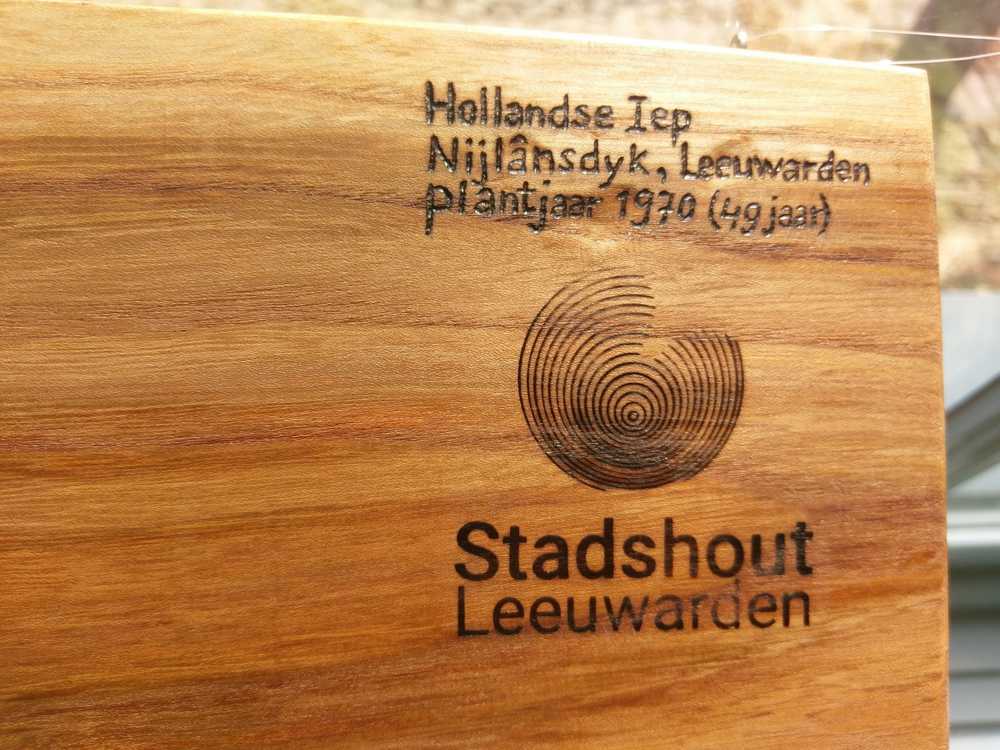 Hollandse Iep
Nijlânsdyk, Leeuwarden
plantjaar 1970 (49 jaar)
Stadshout
Leeuwarden